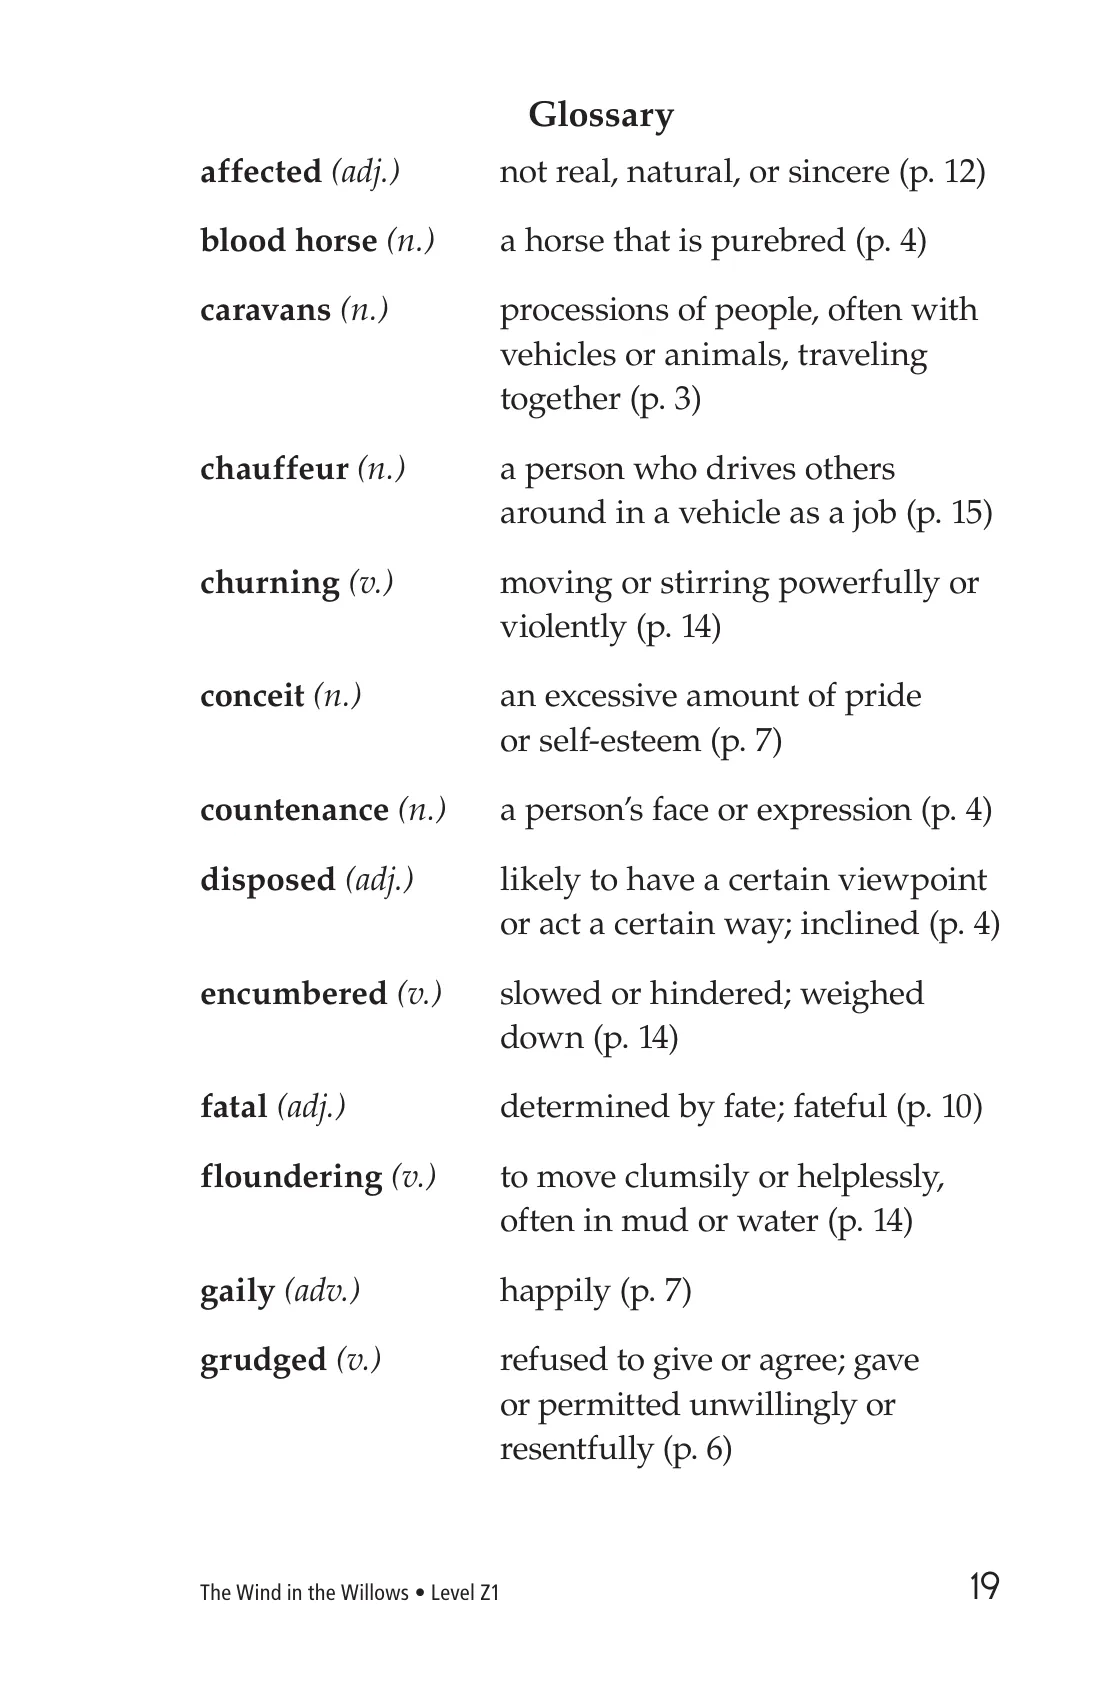 Glossary
affected (adj.) not real, natural, or sincere (p. 12)
blood horse (n.) a horse that is purebred (p. 4)
caravans (n.) processions of people, often with
vehicles or animals, traveling
together (p. 3)
chauffeur (n.) a person who drives others
around in a vehicle as a job (p. 15)
churning (v.) moving or stirring powerfully or
violently (p. 14)
conceit (n.) an excessive amount of pride
or self-esteem (p. 7)
countenance (n.) a person’s face or expression (p. 4)
disposed (adj.) likely to have a certain viewpoint
or act a certain way; inclined (p. 4)
encumbered (v.) slowed or hindered; weighed
down (p. 14)
fatal (adj.) determined by fate; fateful (p. 10)
floundering (v.) to move clumsily or helplessly,
often in mud or water (p. 14)
gaily (adv.) happily (p. 7)
grudged (v.) refused to give or agree; gave
or permitted unwillingly or
resentfully (p. 6)
The Wind in the Willows • Level Z1 19